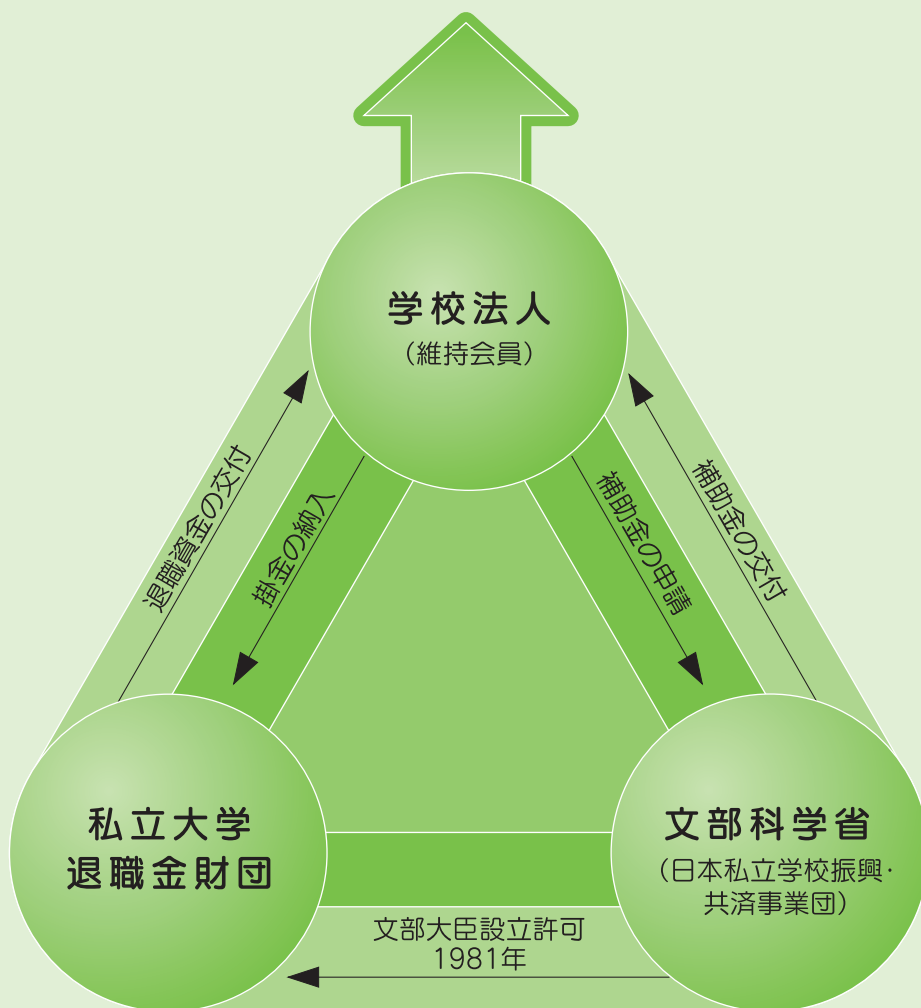 学校法人
(維持会員)
退職資金の交付
掛金の納入
補助金の申請
補助金の交付
私立大学
退職金財団
文部科学省
(日本私立学校振興・
共済事業団)
文部大臣設立許可
1981年